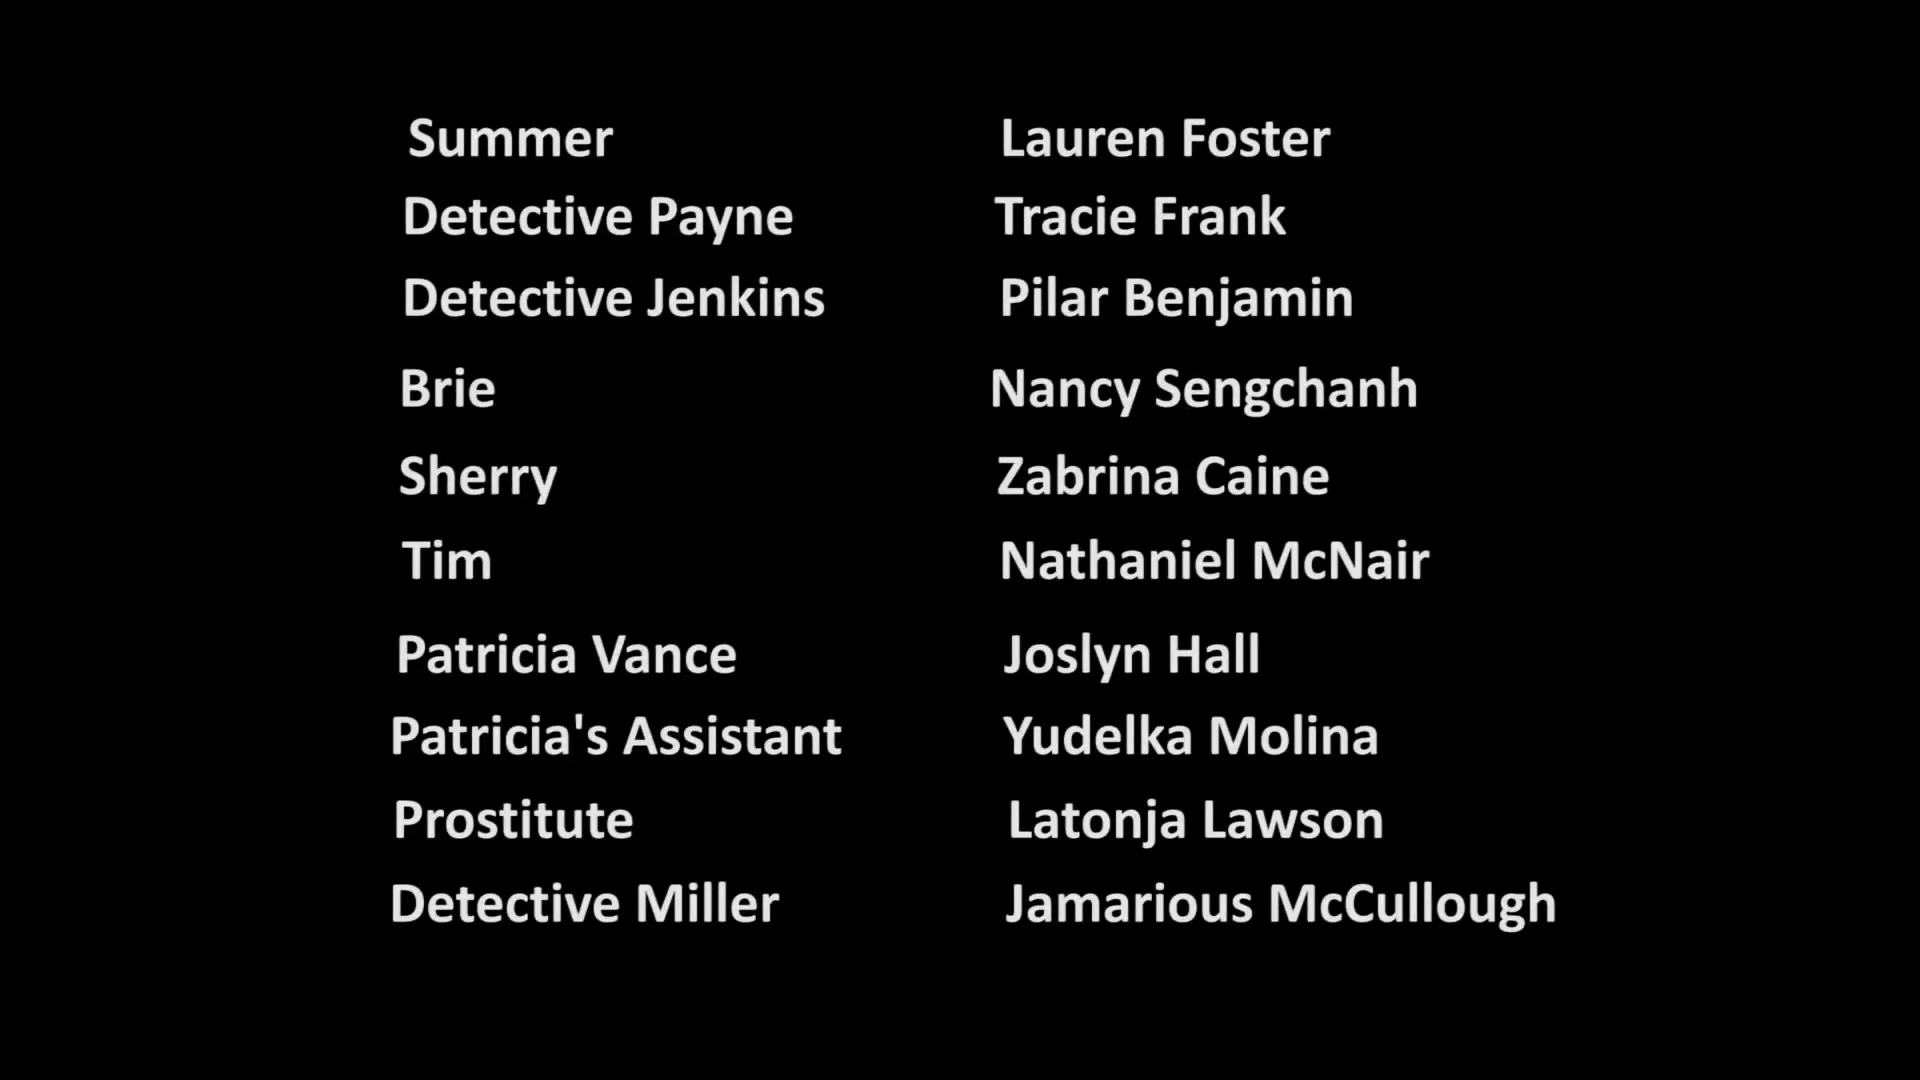 Summer Lauren Foster
Detective Payne Tracie Frank
Detective Jenkins Pilar Benjamin
Brie Nancy Sengchanh
Sherry Zabrina Caine
Tim Nathaniel McNair
Patricia Vance Joslyn Hall
Patricia's Assistant Yudelka Molina
Prostitute Latonja Lawson
Detective Miller Jamarious McCullough